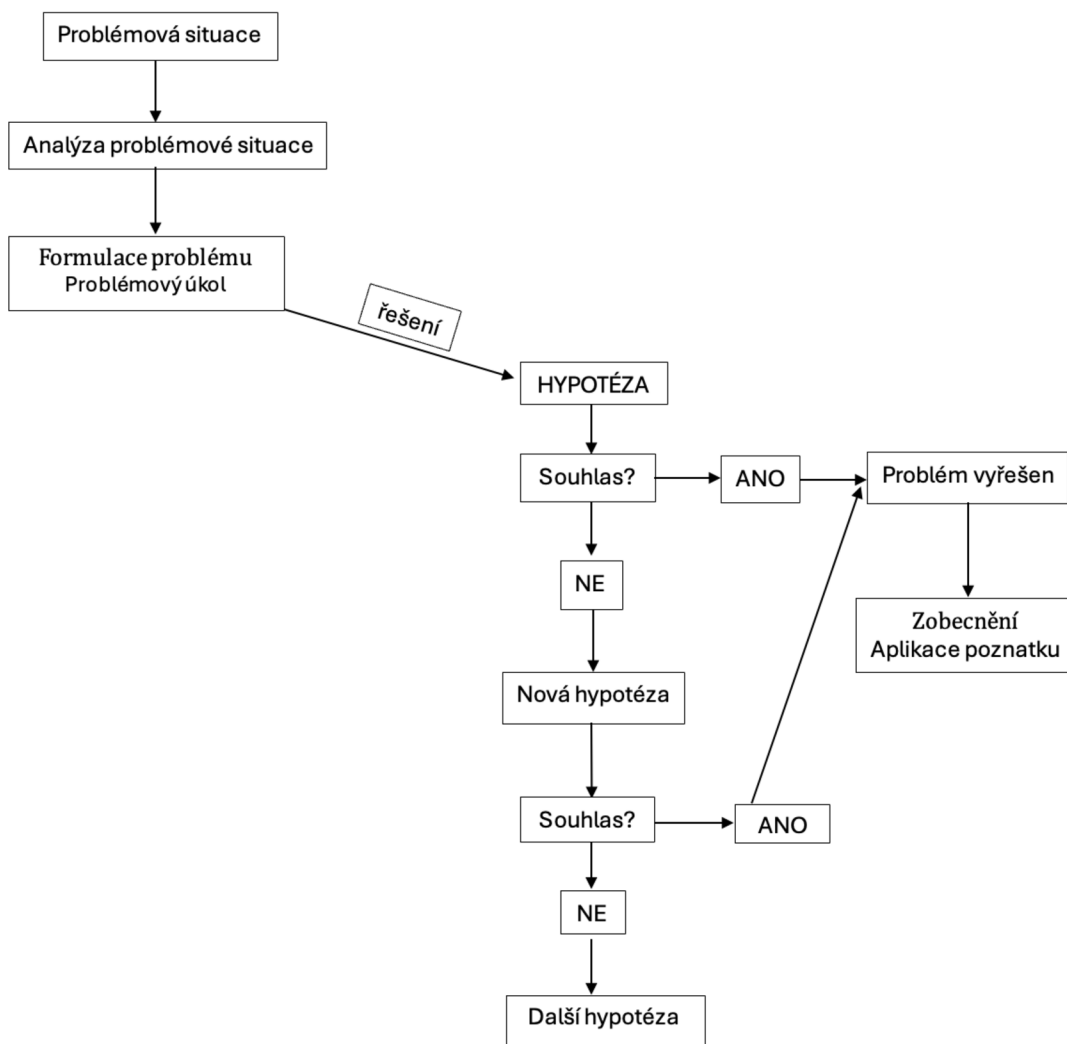 Problémová situace
Analýza problémové situace
Formulace problému
Problémový úkol
řešení
HYPOTÉZA
Souhlas?
ANO
Problém vyřešen
NE
Zobecnění
Aplikace poznatku
Nová hypotéza
Souhlas?
ANO
NE
Další hypotéza